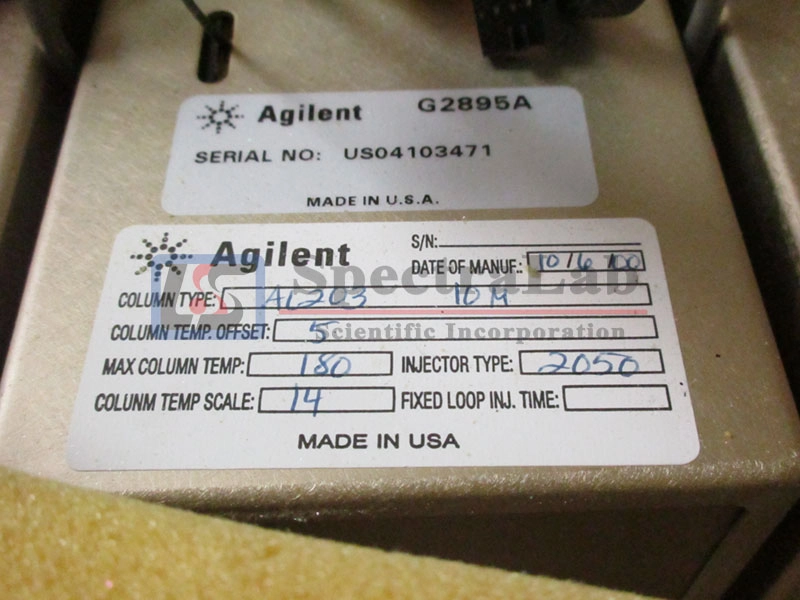 Agilent G2895A
SERIAL NO: US04103471
MADE IN U.S.A.
Agilent
S/N:
DATE OF MANUF.: 10/6/00
COLUMN TYPE: Al2O3 10M
COLUMN TEMP. OFFSET: 5
MAX COLUMN TEMP: 180 INJECTOR TYPE: 2050
COLUNM TEMP SCALE: 14 FIXED LOOP INJ. TIME:
MADE IN USA
LS SpectraLab
Scientific Incorporation